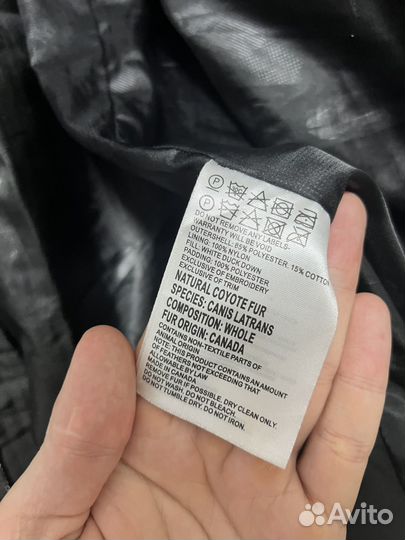 DO NOT REMOVE ANY LABELS-
WARRANTY WILL BE VOID
OUTERSHELL: 85% POLYESTER. 15% COTTON
LINING: 100% NYLON
FILL: WHITE DUCK DOWN
PADDING: 100% POLYESTER
EXCLUSIVE OF EMBROIDERY
EXCLUSIVE OF TRIM
NATURAL COYOTE FUR
SPECIES: CANIS LATRANS
COMPOSITION: WHOLE
FUR ORIGIN: CANADA
CONTAINS NON-TEXTILE PARTS OF
ANIMAL ORIGIN
NOTE: THIS PRODUCT CONTAINS AN AMOUNT
OF FEATHERS NOT EXCEEDING THAT
ALLOWABLE BY LAW
MADE IN CANADA
REMOVE FUR IF POSSIBLE. DRY CLEAN ONLY.
DO NOT WASH. DO NOT BLEACH.
DO NOT TUMBLE DRY. DO NOT IRON.
Avito